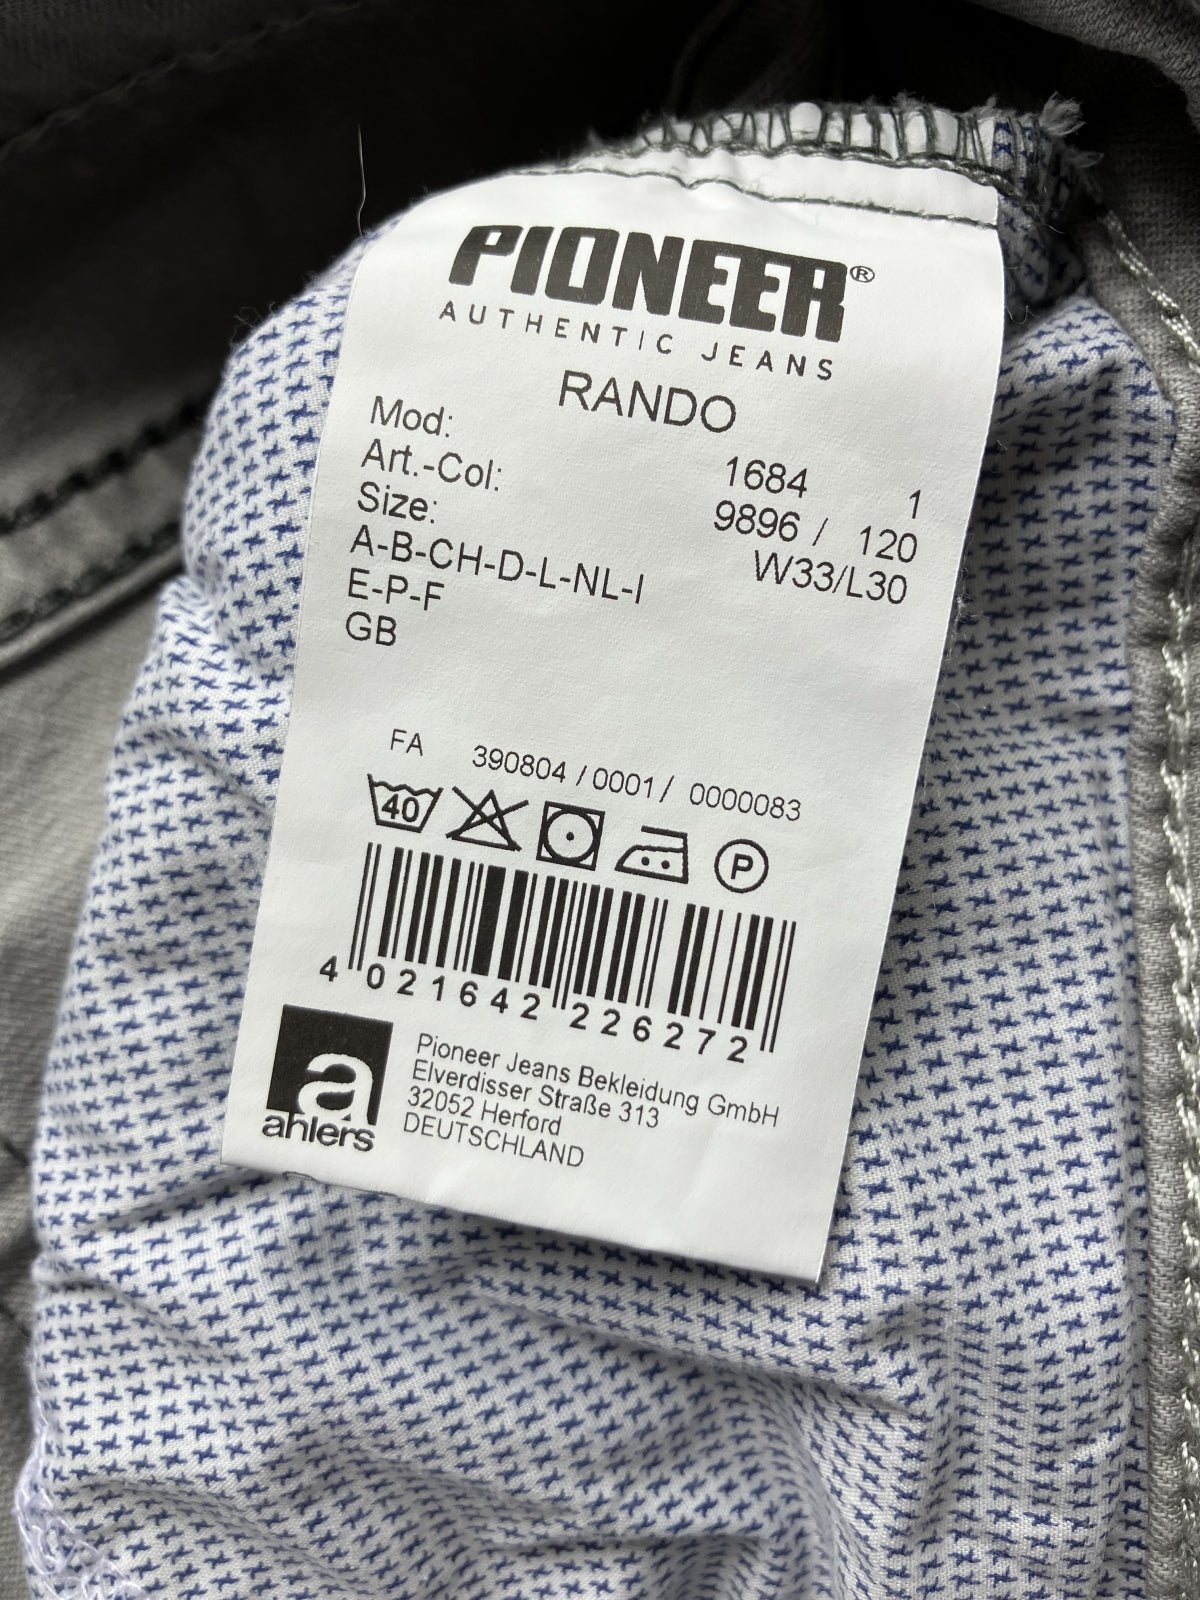 PIONEER®
AUTHENTIC JEANS
RANDO
Mod: 1684 1
Art.-Col: 9896 / 120
Size: W33/L30
A-B-CH-D-L-NL-I
E-P-F
GB
FA 390804 / 0001 / 0000083
40 P
4 021642 226272
a
ahlers
Pioneer Jeans Bekleidung GmbH
Elverdisser Straße 313
32052 Herford
DEUTSCHLAND